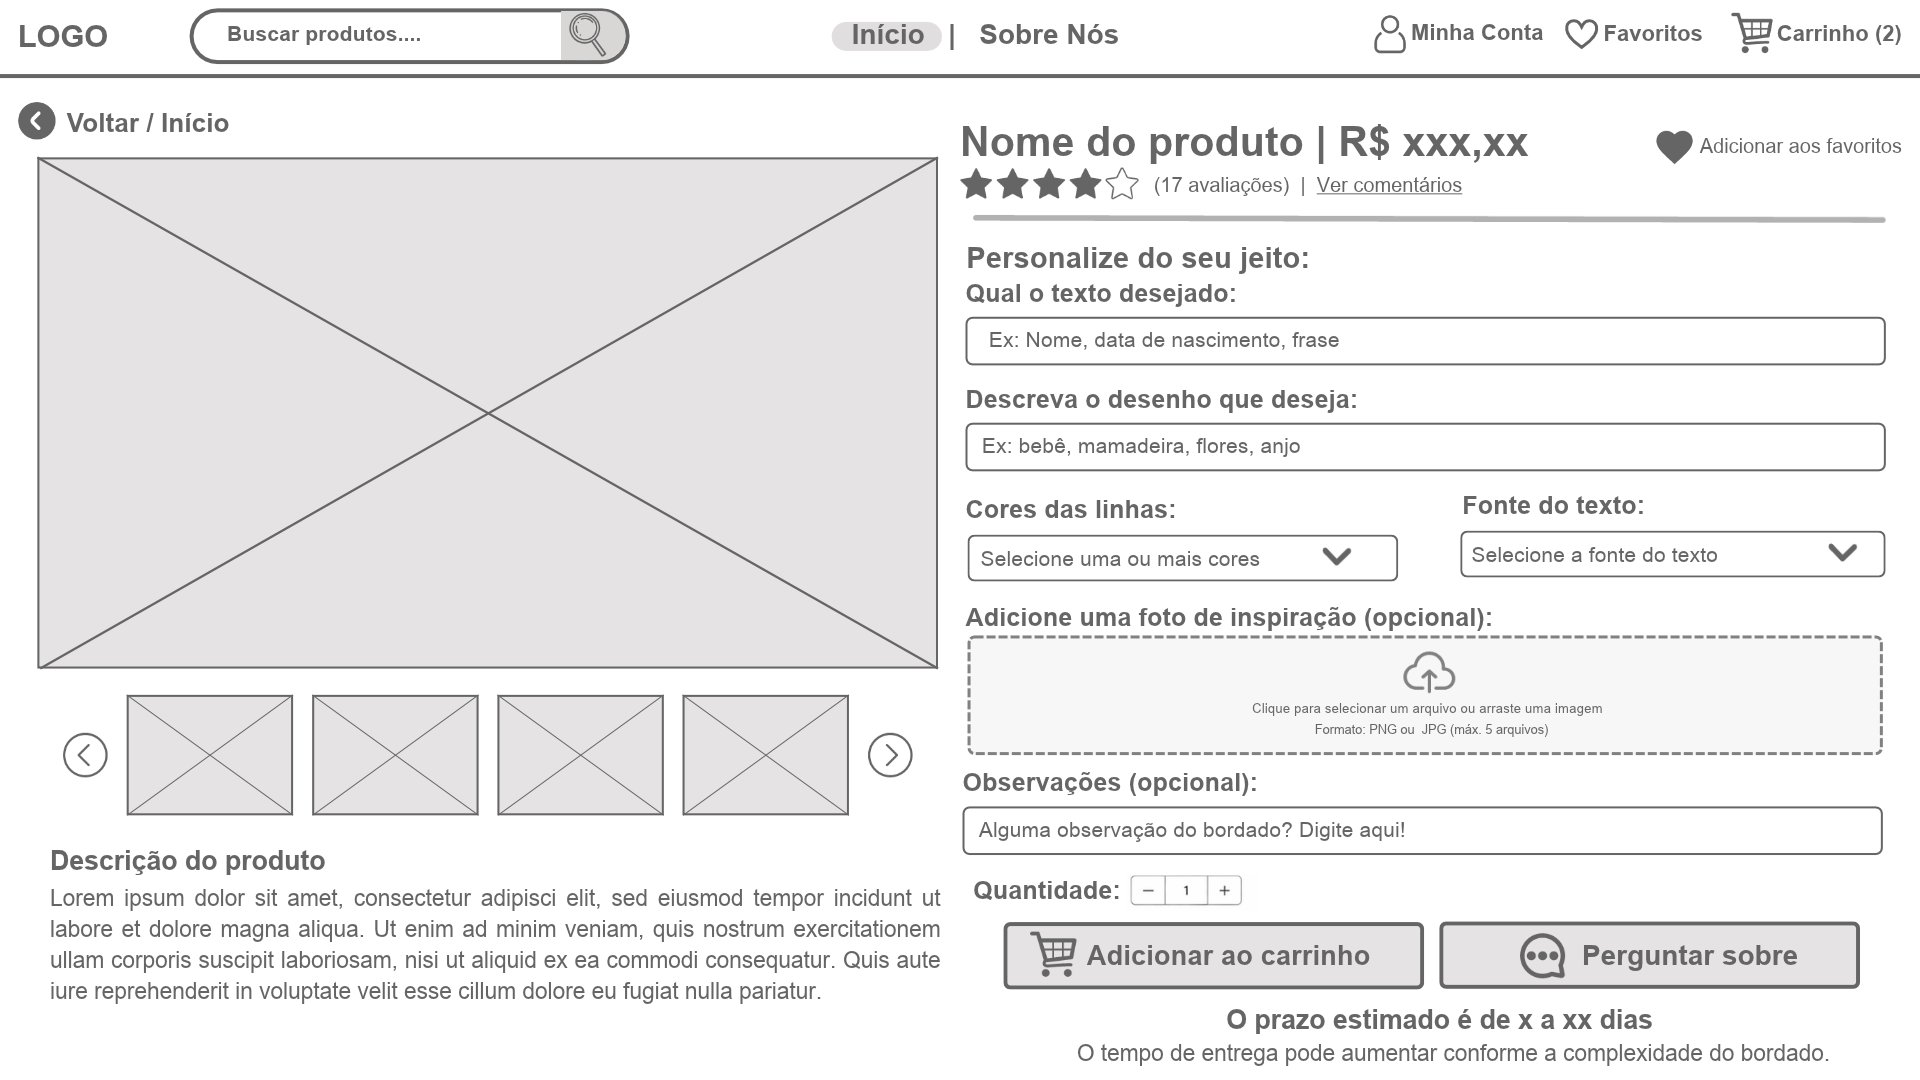 LOGO
Buscar produtos....
Início | Sobre Nós
Minha Conta
Favoritos
Carrinho (2)
Voltar / Início
Nome do produto | R$ xxx,xx
Adicionar aos favoritos
(17 avaliações) | Ver comentários
Personalize do seu jeito:
Qual o texto desejado:
Ex: Nome, data de nascimento, frase
Descreva o desenho que deseja:
Ex: bebê, mamadeira, flores, anjo
Cores das linhas:
Selecione uma ou mais cores
Fonte do texto:
Selecione a fonte do texto
Adicione uma foto de inspiração (opcional):
Clique para selecionar um arquivo ou arraste uma imagem
Formato: PNG ou JPG (máx. 5 arquivos)
Observações (opcional):
Alguma observação do bordado? Digite aqui!
Quantidade: − 1 +
Adicionar ao carrinho
Perguntar sobre
O prazo estimado é de x a xx dias
O tempo de entrega pode aumentar conforme a complexidade do bordado.
Descrição do produto
Lorem ipsum dolor sit amet, consectetur adipisci elit, sed eiusmod tempor incidunt ut
labore et dolore magna aliqua. Ut enim ad minim veniam, quis nostrum exercitationem
ullam corporis suscipit laboriosam, nisi ut aliquid ex ea commodi consequatur. Quis aute
iure reprehenderit in voluptate velit esse cillum dolore eu fugiat nulla pariatur.